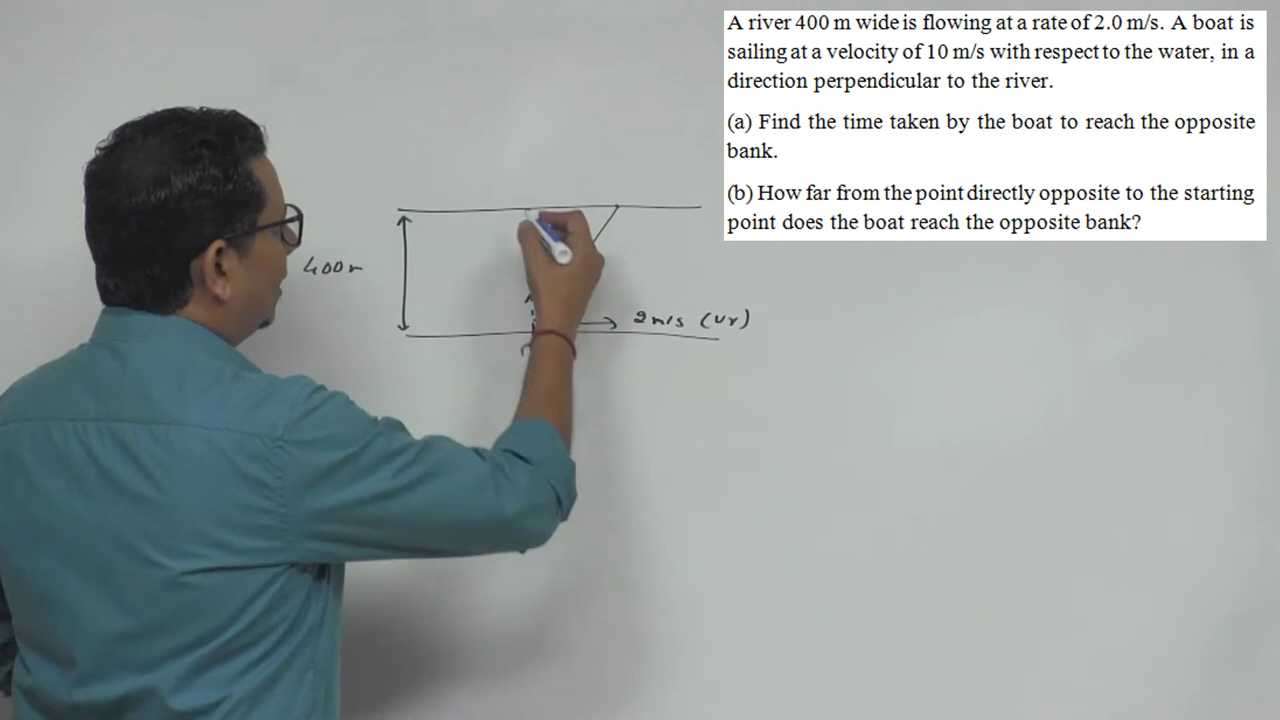 A river 400 m wide is flowing at a rate of 2.0 m/s. A boat is
sailing at a velocity of 10 m/s with respect to the water, in a
direction perpendicular to the river.
(a) Find the time taken by the boat to reach the opposite
bank.
(b) How far from the point directly opposite to the starting
point does the boat reach the opposite bank?
400m
2m/s (vr)